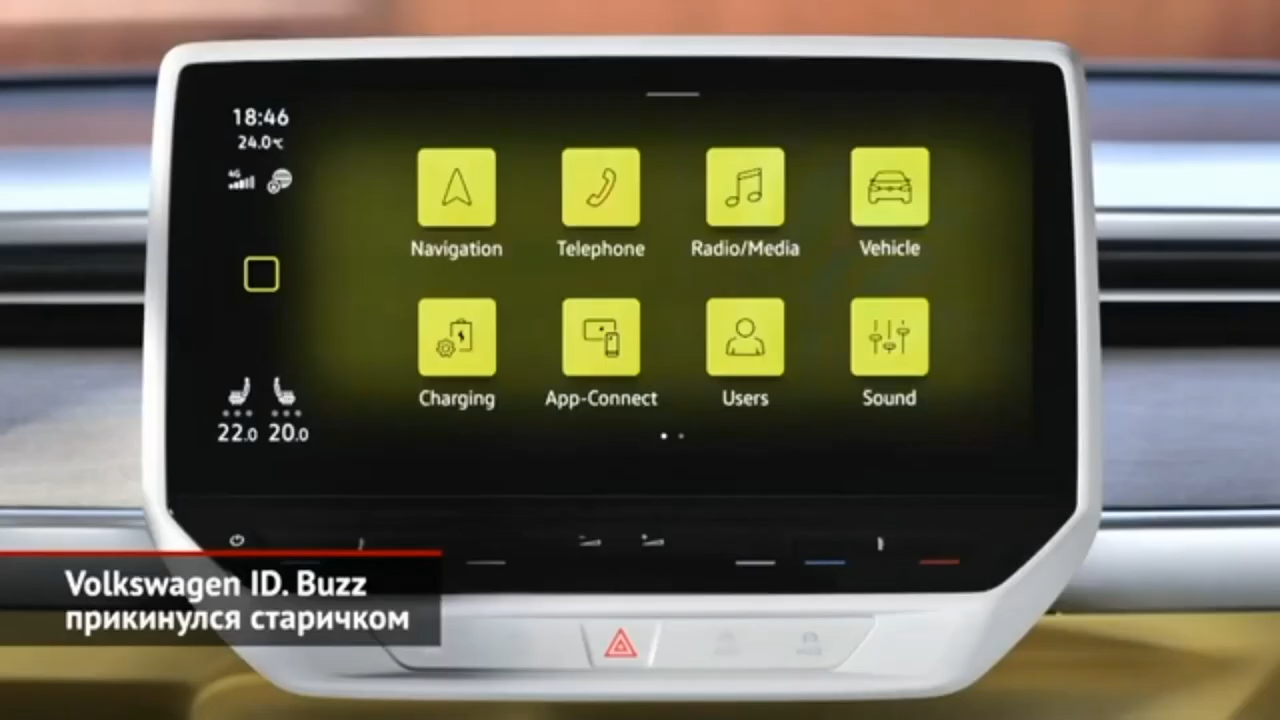 18:46
24.0°C
4G
Navigation
Telephone
Radio/Media
Vehicle
Charging
App-Connect
Users
Sound
22.0 20.0
Volkswagen ID. Buzz
прикинулся старичком